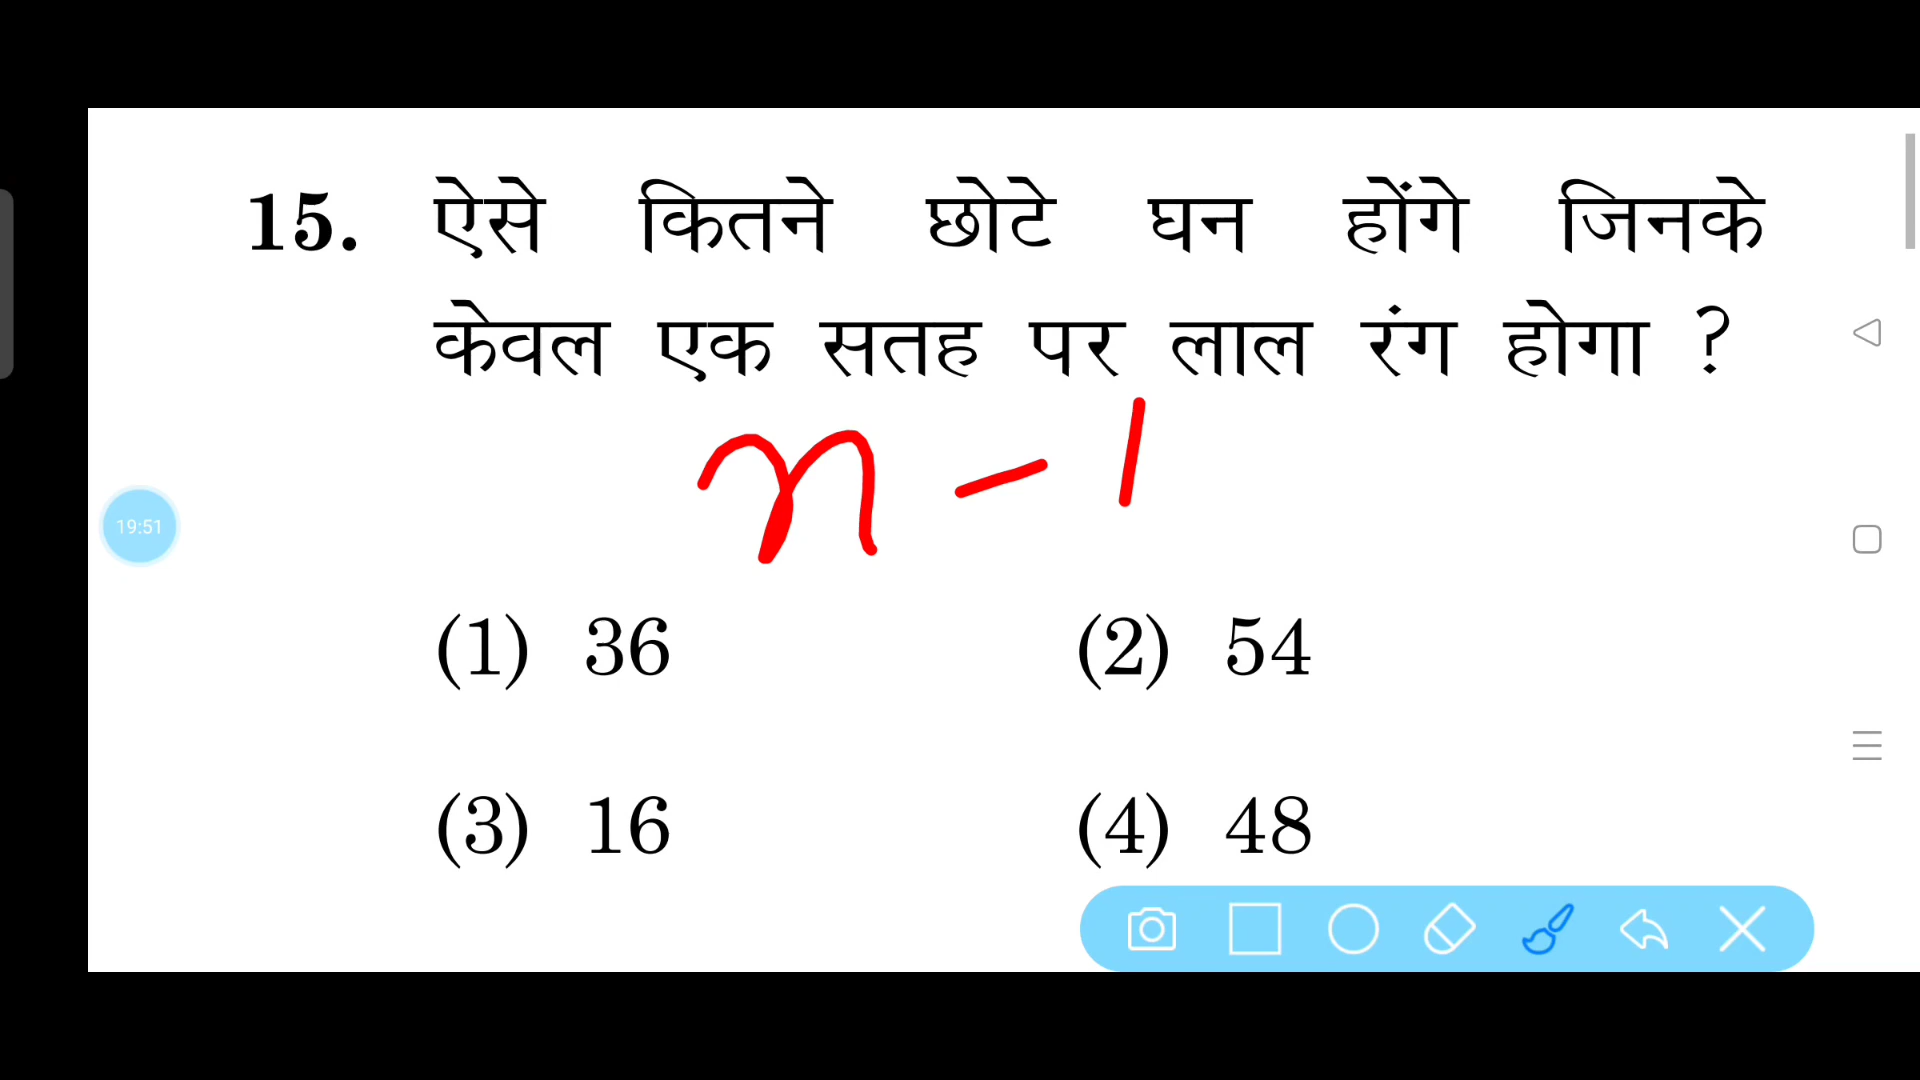 15. ऐसे कितने छोटे घन होंगे जिनके
केवल एक सतह पर लाल रंग होगा ?
n - 1
19:51
(1) 36 (2) 54
(3) 16 (4) 48